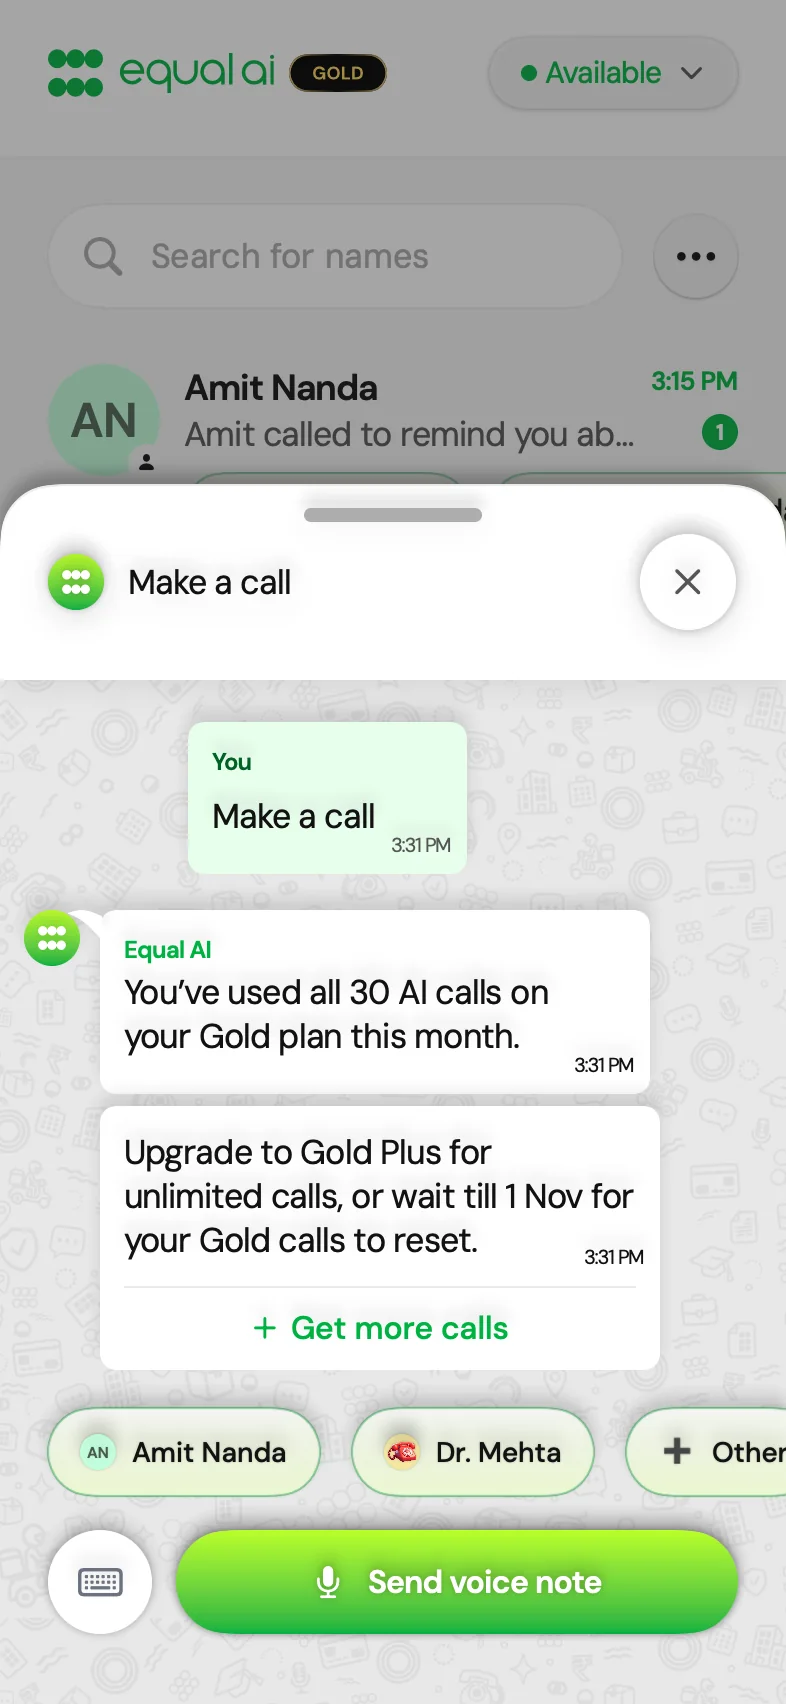 equal ai GOLD Available
Search for names
AN Amit Nanda 3:15 PM
Amit called to remind you ab... 1
Make a call
You
Make a call
3:31 PM
Equal AI
You’ve used all 30 AI calls on
your Gold plan this month.
3:31 PM
Upgrade to Gold Plus for
unlimited calls, or wait till 1 Nov for
your Gold calls to reset.
3:31 PM
+ Get more calls
AN Amit Nanda Dr. Mehta + Other
Send voice note